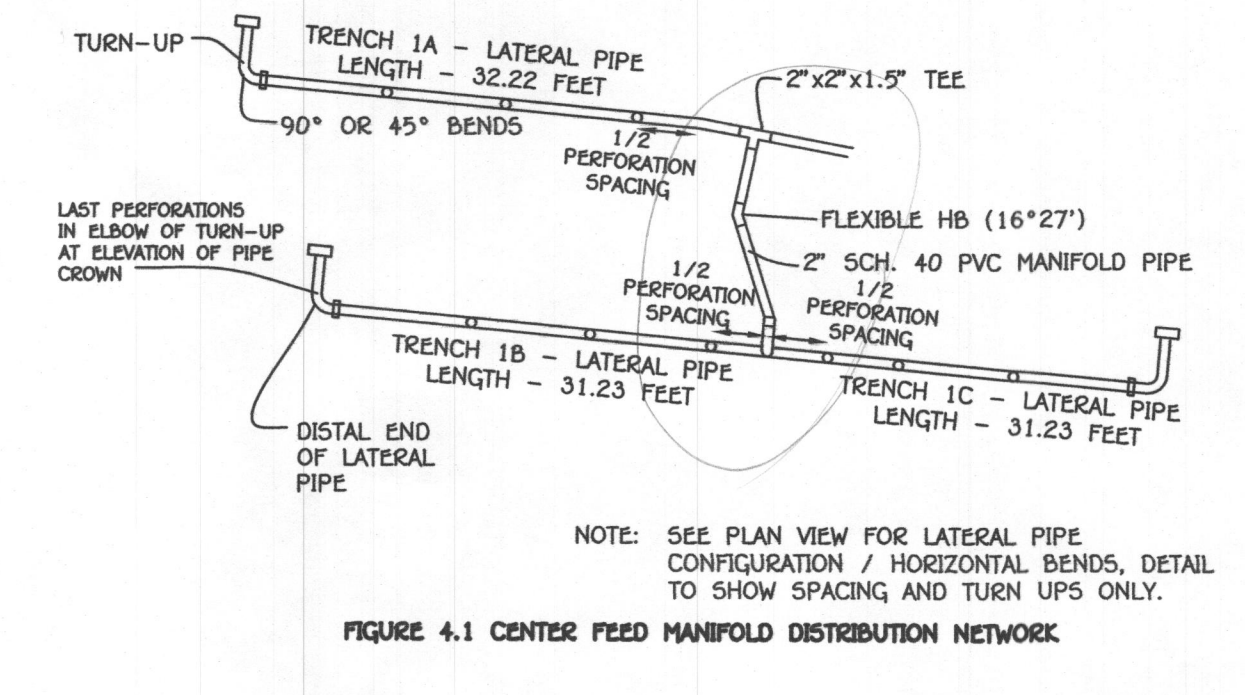 TURN-UP
TRENCH 1A - LATERAL PIPE
LENGTH - 32.22 FEET
2"x2"x1.5" TEE
90° OR 45° BENDS
1/2
PERFORATION
SPACING
LAST PERFORATIONS
IN ELBOW OF TURN-UP
AT ELEVATION OF PIPE
CROWN
FLEXIBLE HB (16°27')
2" SCH. 40 PVC MANIFOLD PIPE
1/2
PERFORATION
SPACING
1/2
PERFORATION
SPACING
TRENCH 1B - LATERAL PIPE
LENGTH - 31.23 FEET
TRENCH 1C - LATERAL PIPE
LENGTH - 31.23 FEET
DISTAL END
OF LATERAL
PIPE
NOTE: SEE PLAN VIEW FOR LATERAL PIPE
CONFIGURATION / HORIZONTAL BENDS, DETAIL
TO SHOW SPACING AND TURN UPS ONLY.
FIGURE 4.1 CENTER FEED MANIFOLD DISTRIBUTION NETWORK